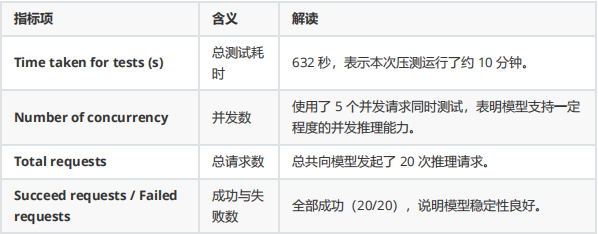 指标项 含义 解读
Time taken for tests (s) 总测试耗时 632 秒，表示本次压测运行了约 10 分钟。
Number of concurrency 并发数 使用了 5 个并发请求同时测试，表明模型支持一定
程度的并发推理能力。
Total requests 总请求数 总共向模型发起了 20 次推理请求。
Succeed requests / Failed
requests
成功与失
败数
全部成功（20/20），说明模型稳定性良好。